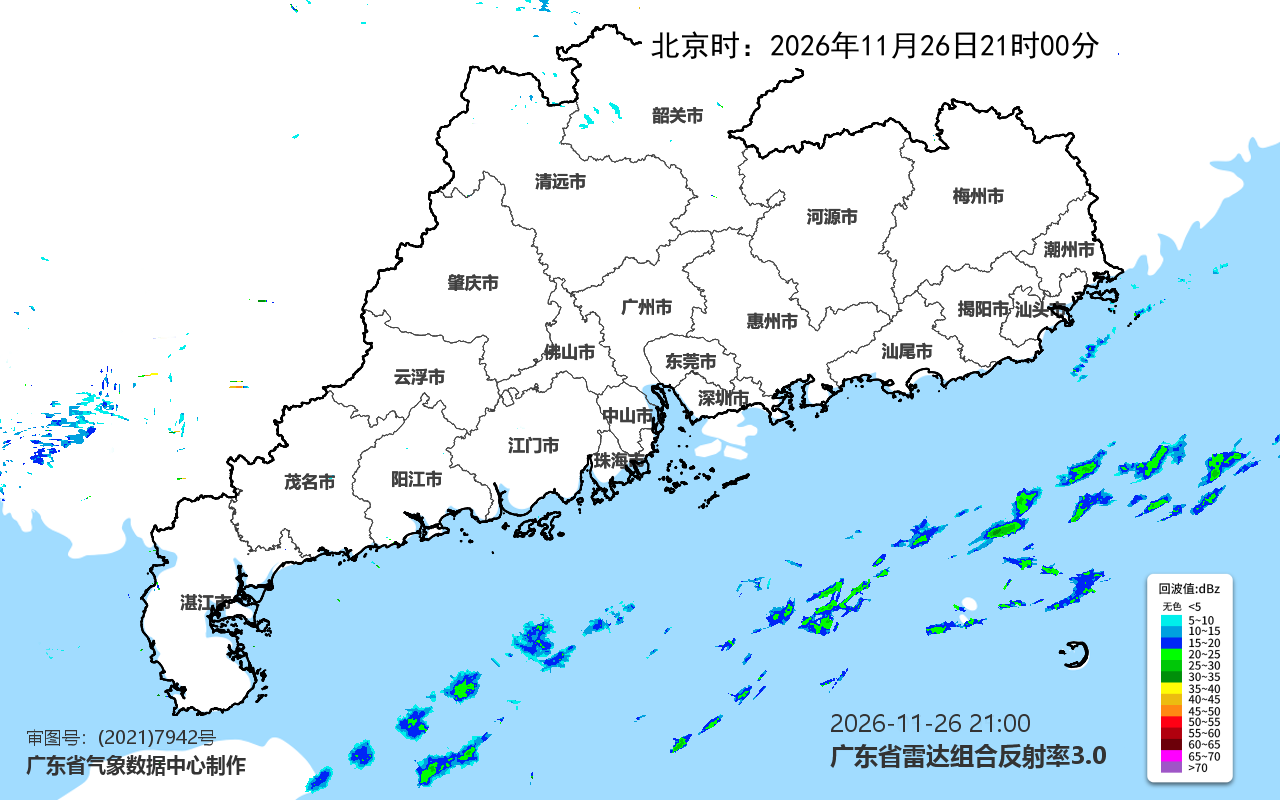 北京时：2026年11月26日21时00分
韶关市
清远市
梅州市
河源市
潮州市
肇庆市
广州市
揭阳市
汕头市
惠州市
佛山市
汕尾市
东莞市
云浮市
深圳市
中山市
江门市
珠海市
阳江市
茂名市
湛江市
回波值:dBz
无色 <5
5~10
10~15
15~20
20~25
25~30
30~35
35~40
40~45
45~50
50~55
55~60
60~65
65~70
>70
2026-11-26 21:00
广东省雷达组合反射率3.0
审图号：(2021)7942号
广东省气象数据中心制作